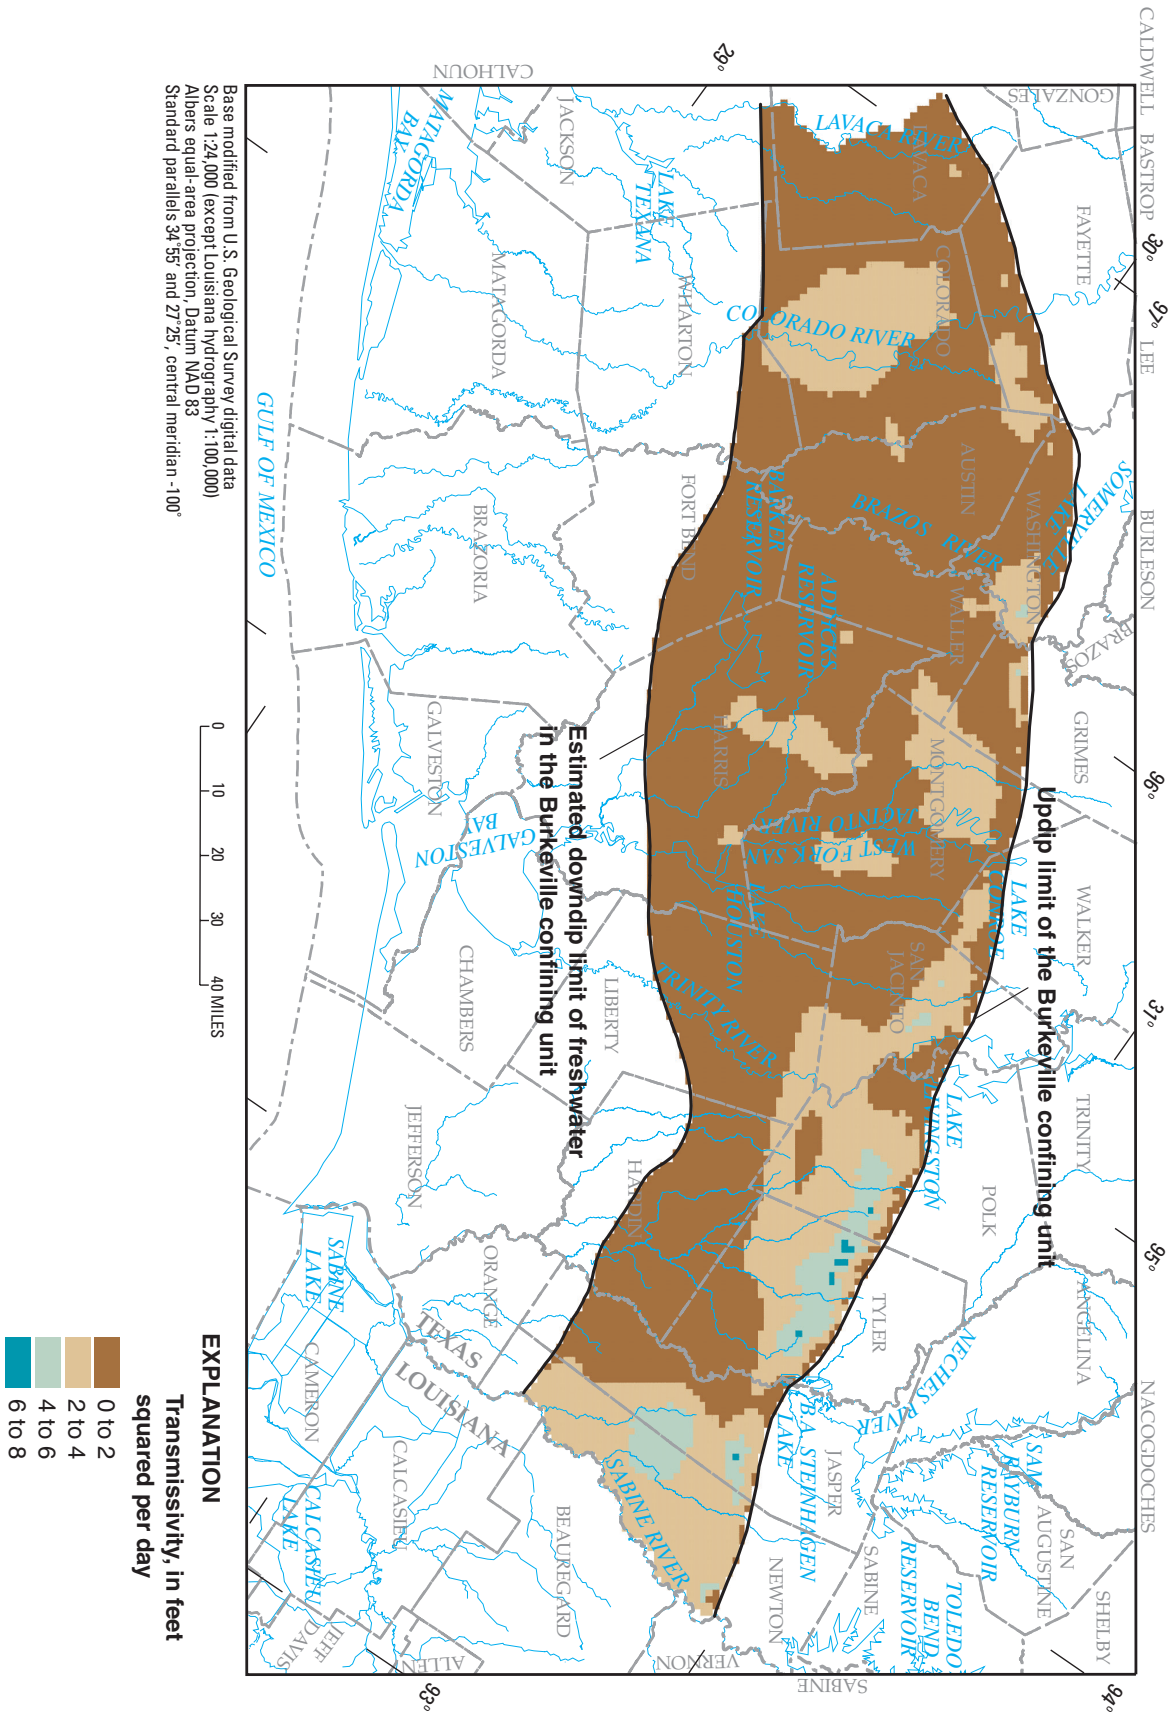 CALDWELL
BASTROP
30°
97°
LEE
BURLESON
BRAZOS
GRIMES
96°
WALKER
TRINITY
95°
ANGELINA
NACOGDOCHES
SHELBY
94°
GONZALES
FAYETTE
LAVACA RIVER
LAVACA
COLORADO
COLORADO RIVER
AUSTIN
WASHINGTON
SOMERVILLE
LAKE
BRAZOS RIVER
WALLER
MONTGOMERY
Updip limit of the Burkeville confining unit
LAKE
CONROE
SAN
JACINTO
LAKE
LIVINGSTON
POLK
TYLER
NECHES RIVER
B.A. STEINHAGEN
LAKE
JASPER
SAM
RAYBURN
RESERVOIR
SAN
AUGUSTINE
SABINE
TOLEDO
BEND
RESERVOIR
NEWTON
SABINE
VERNON
29°
CALHOUN
JACKSON
LAKE
TEXANA
WHARTON
FORT BEND
BARKER
RESERVOIR
ADDICKS
RESERVOIR
HARRIS
WEST FORK SAN
JACINTO RIVER
LAKE
HOUSTON
TRINITY RIVER
LIBERTY
HARDIN
Estimated downdip limit of freshwater
in the Burkeville confining unit
MATAGORDA
BAY
MATAGORDA
BRAZORIA
GALVESTON
GALVESTON
BAY
CHAMBERS
JEFFERSON
ORANGE
TEXAS
LOUISIANA
SABINE RIVER
BEAUREGARD
ALLEN
SABINE
LAKE
CAMERON
CALCASIEU
CALCASIEU
LAKE
JEFF
DAVIS
93°
GULF OF MEXICO
Base modified from U.S. Geological Survey digital data
Scale 1:24,000 (except Louisiana hydrography 1:100,000)
Albers equal-area projection, Datum NAD 83
Standard parallels 34°55' and 27°25', central meridian -100°
0 10 20 30 40 MILES
EXPLANATION
Transmissivity, in feet
squared per day
0 to 2
2 to 4
4 to 6
6 to 8